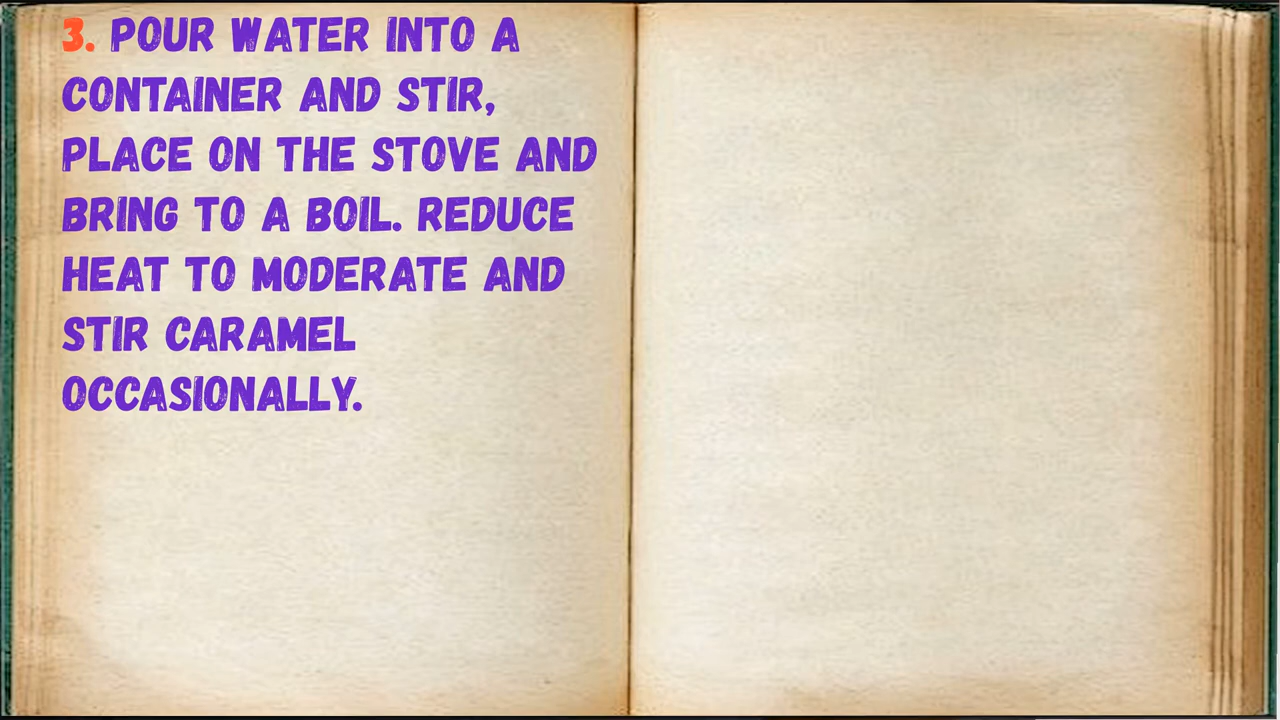 3. POUR WATER INTO A
CONTAINER AND STIR,
PLACE ON THE STOVE AND
BRING TO A BOIL. REDUCE
HEAT TO MODERATE AND
STIR CARAMEL
OCCASIONALLY.